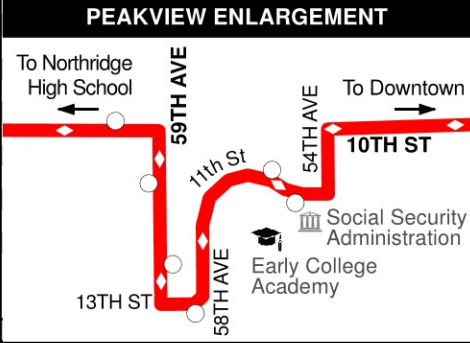 PEAKVIEW ENLARGEMENT
To Northridge
High School
59TH AVE
To Downtown
54TH AVE
10TH ST
11th St
Social Security
Administration
Early College
Academy
13TH ST
58TH AVE